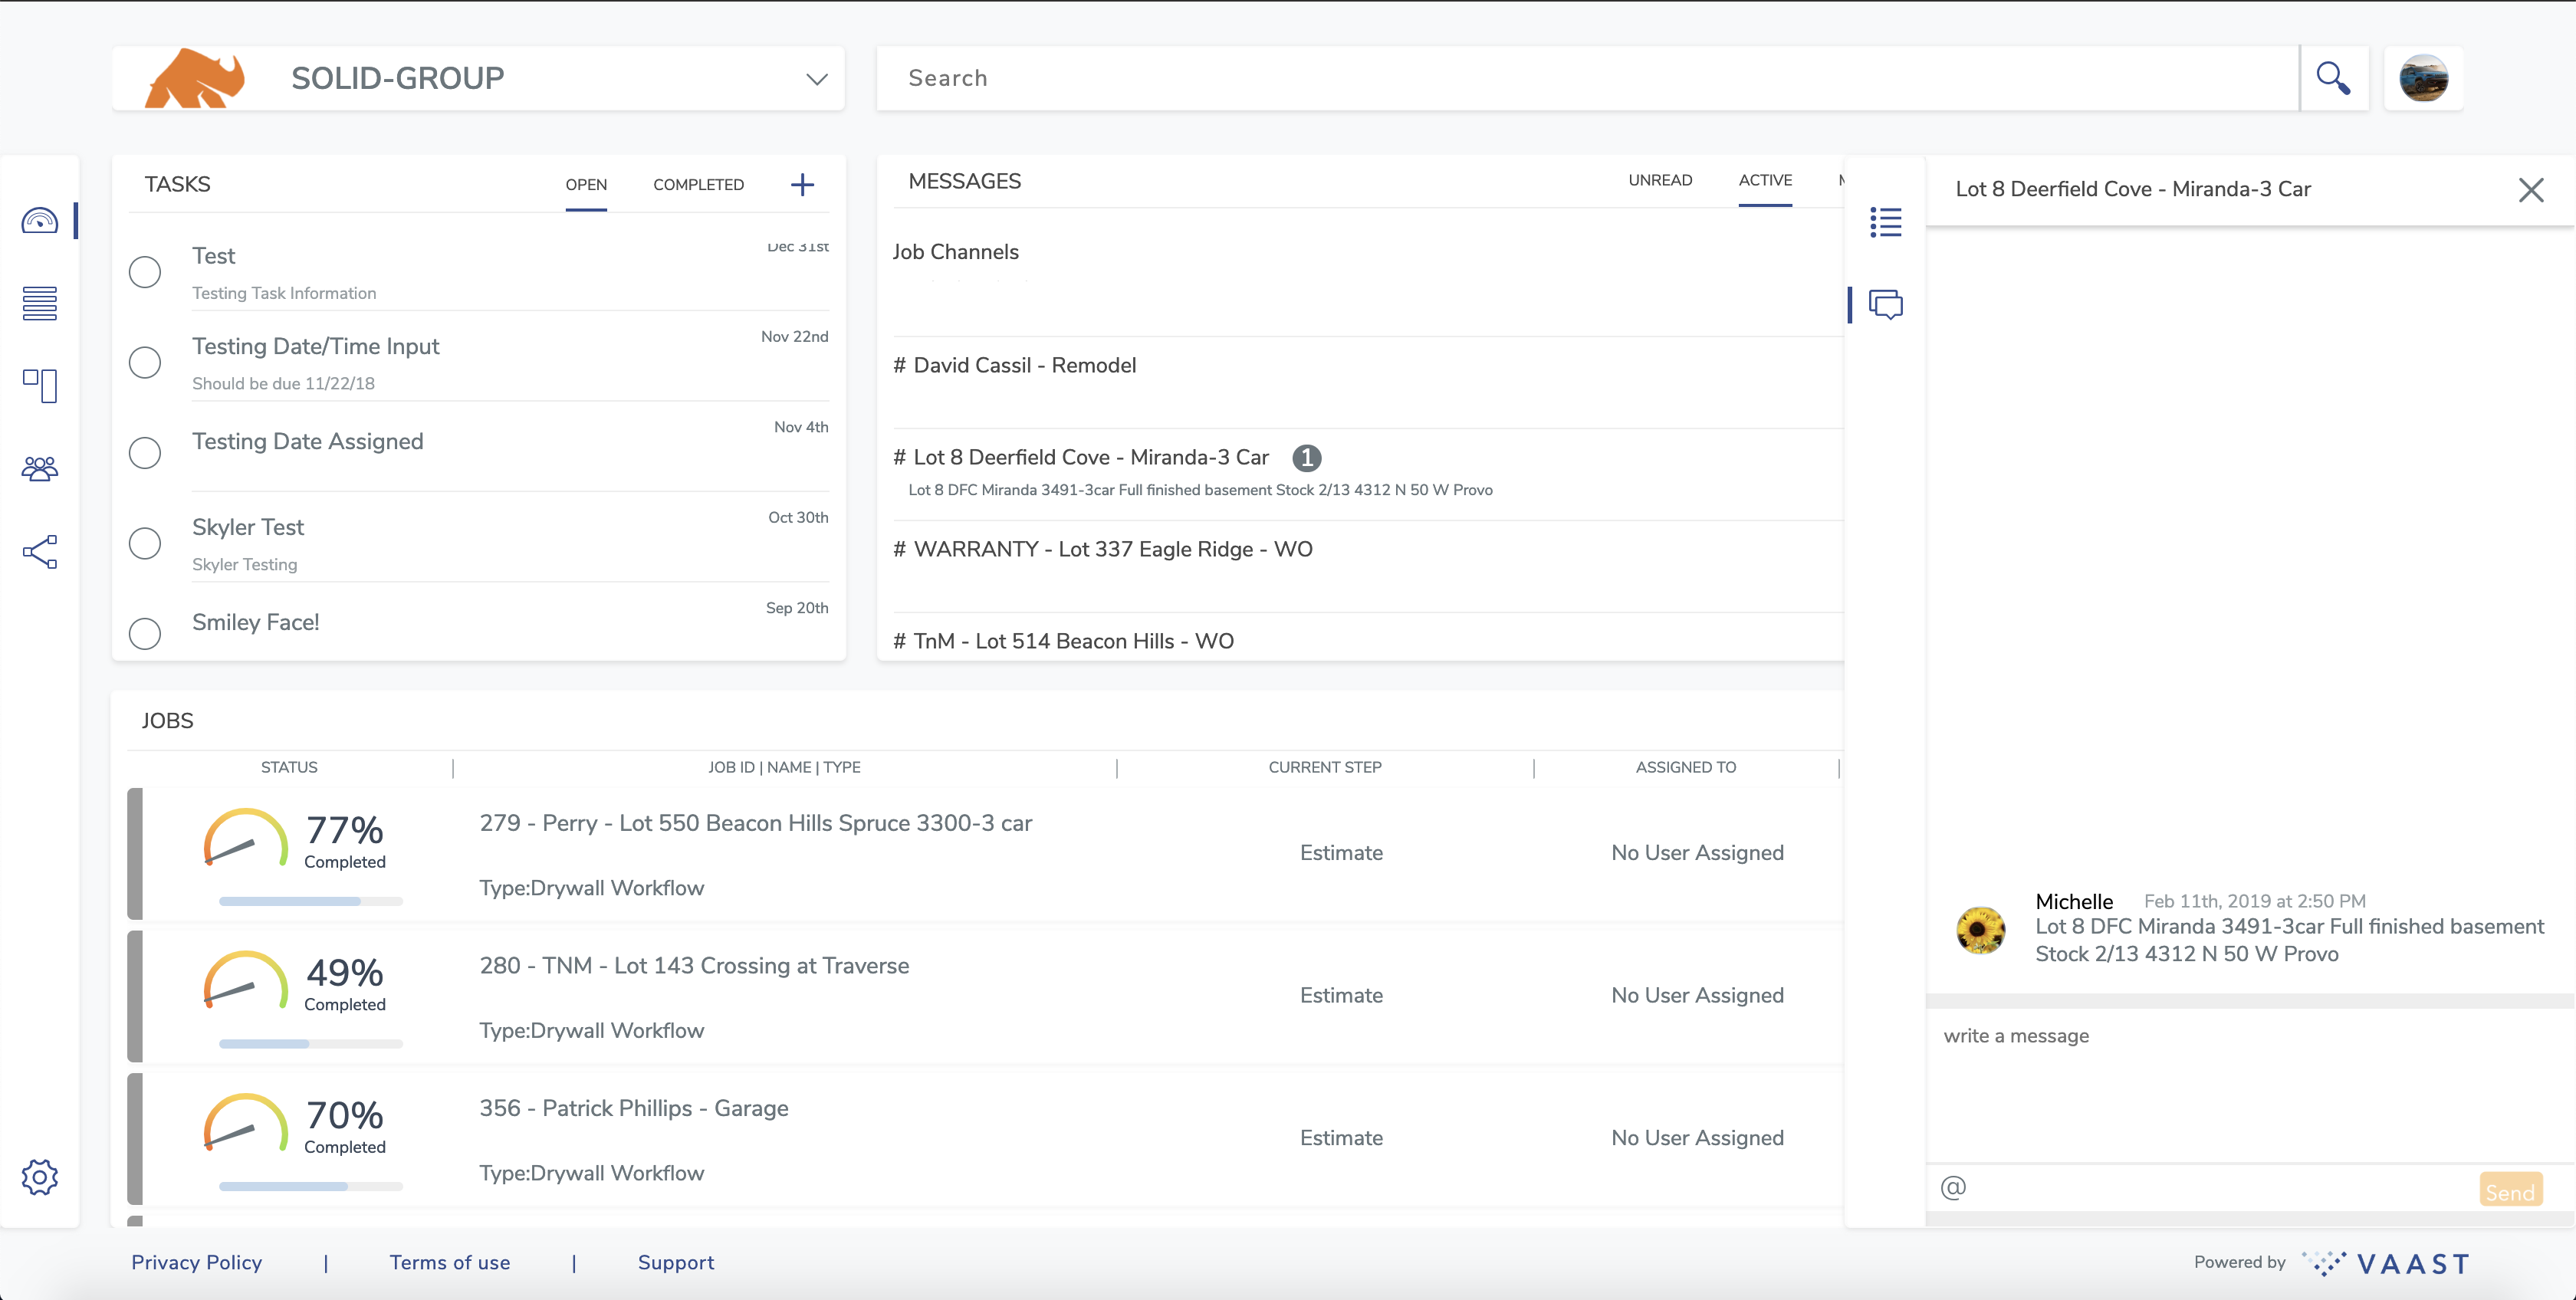 SOLID-GROUP
Search
TASKS
OPEN
COMPLETED
Test
Dec 31st
Testing Task Information
Testing Date/Time Input
Nov 22nd
Should be due 11/22/18
Testing Date Assigned
Nov 4th
Skyler Test
Oct 30th
Skyler Testing
Smiley Face!
Sep 20th
MESSAGES
UNREAD
ACTIVE
Job Channels
# David Cassil - Remodel
# Lot 8 Deerfield Cove - Miranda-3 Car 1
Lot 8 DFC Miranda 3491-3car Full finished basement Stock 2/13 4312 N 50 W Provo
# WARRANTY - Lot 337 Eagle Ridge - WO
# TnM - Lot 514 Beacon Hills - WO
JOBS
STATUS | JOB ID | NAME | TYPE | CURRENT STEP | ASSIGNED TO |
77%
Completed
279 - Perry - Lot 550 Beacon Hills Spruce 3300-3 car
Type:Drywall Workflow
Estimate
No User Assigned
49%
Completed
280 - TNM - Lot 143 Crossing at Traverse
Type:Drywall Workflow
Estimate
No User Assigned
70%
Completed
356 - Patrick Phillips - Garage
Type:Drywall Workflow
Estimate
No User Assigned
Lot 8 Deerfield Cove - Miranda-3 Car
Michelle Feb 11th, 2019 at 2:50 PM
Lot 8 DFC Miranda 3491-3car Full finished basement
Stock 2/13 4312 N 50 W Provo
write a message
@
Send
Privacy Policy | Terms of use | Support
Powered by VAAST